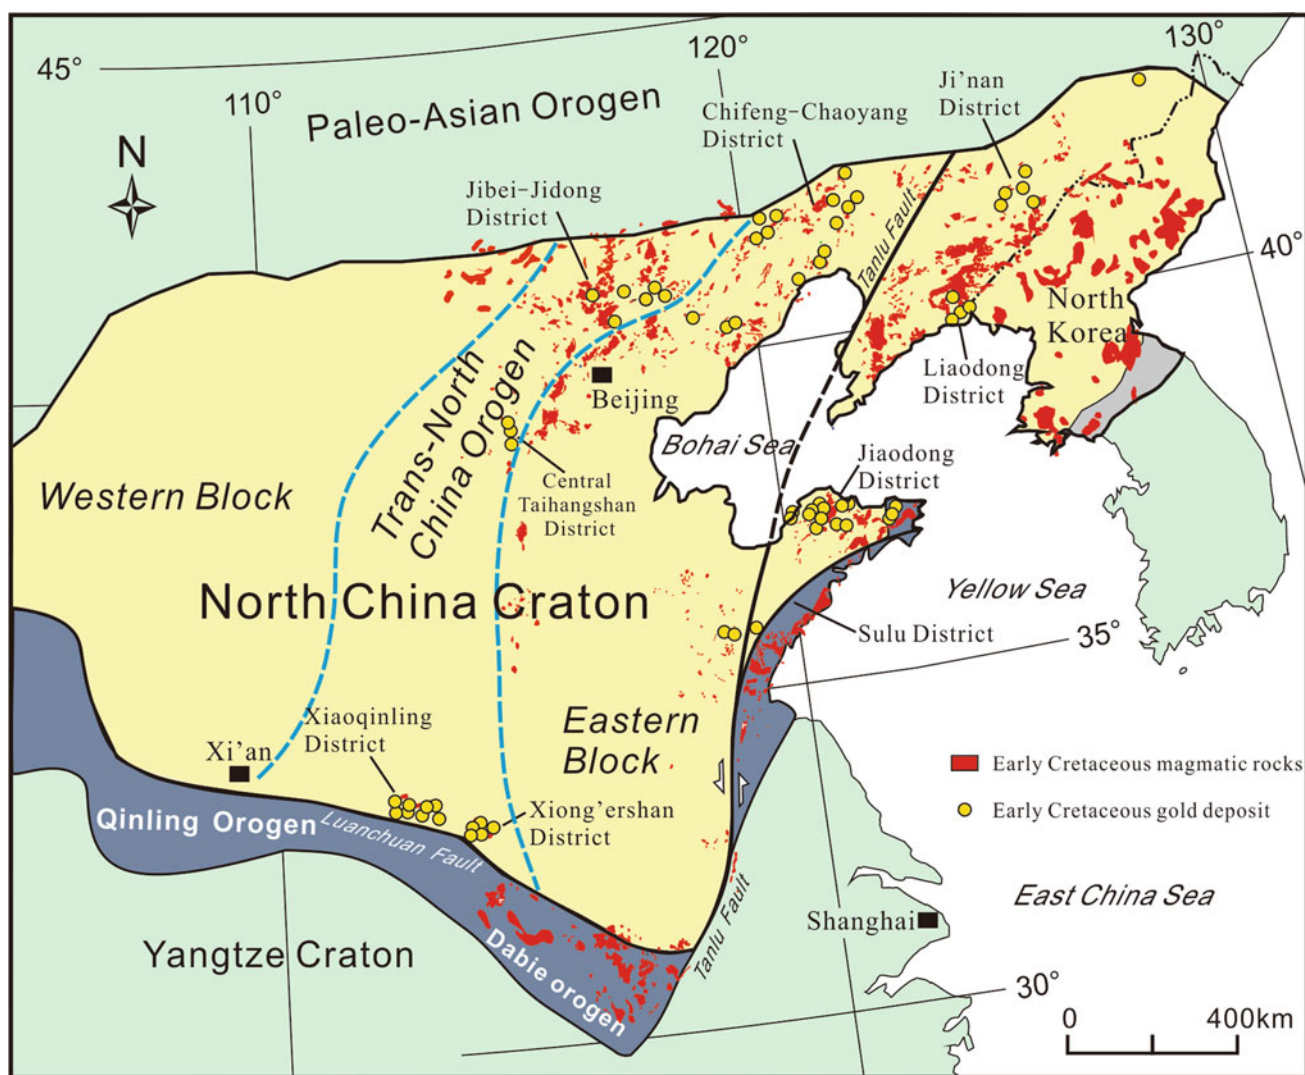 130°
120°
45°
110°
Ji'nan
District
Chifeng-Chaoyang
District
Paleo-Asian Orogen
N
Jibei-Jidong
District
Tanlu Fault
40°
North
Korea
Trans-North
China Orogen
Beijing
Liaodong
District
Bohai Sea
Jiaodong
District
Western Block
Central
Taihangshan
District
North China Craton
Yellow Sea
Sulu District
35°
Xiaoqinling
District
Eastern
Block
Xi'an
Early Cretaceous magmatic rocks
Early Cretaceous gold deposit
Qinling Orogen
Luanchuan Fault
Xiong'ershan
District
East China Sea
Shanghai
Tanlu Fault
Yangtze Craton
Dabie orogen
30°
0
400km